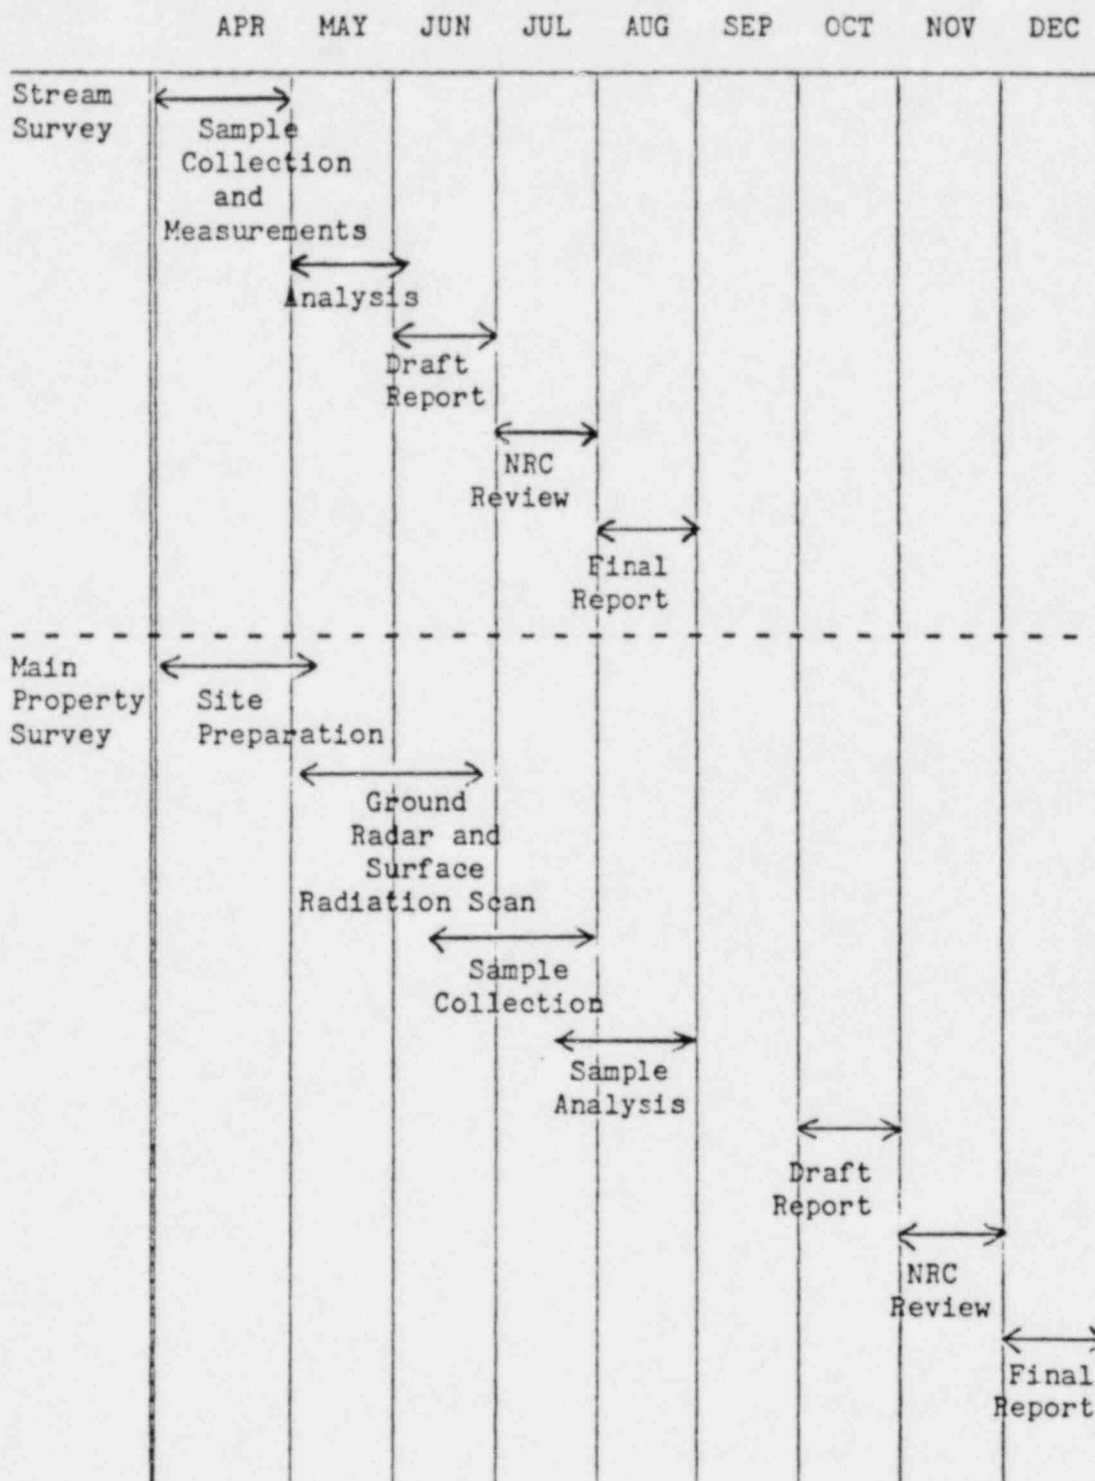 APR MAY JUN JUL AUG SEP OCT NOV DEC
Stream
Survey
Sample
Collection
and
Measurements
Analysis
Draft
Report
NRC
Review
Final
Report
Main
Property
Survey
Site
Preparation
Ground
Radar and
Surface
Radiation Scan
Sample
Collection
Sample
Analysis
Draft
Report
NRC
Review
Final
Report